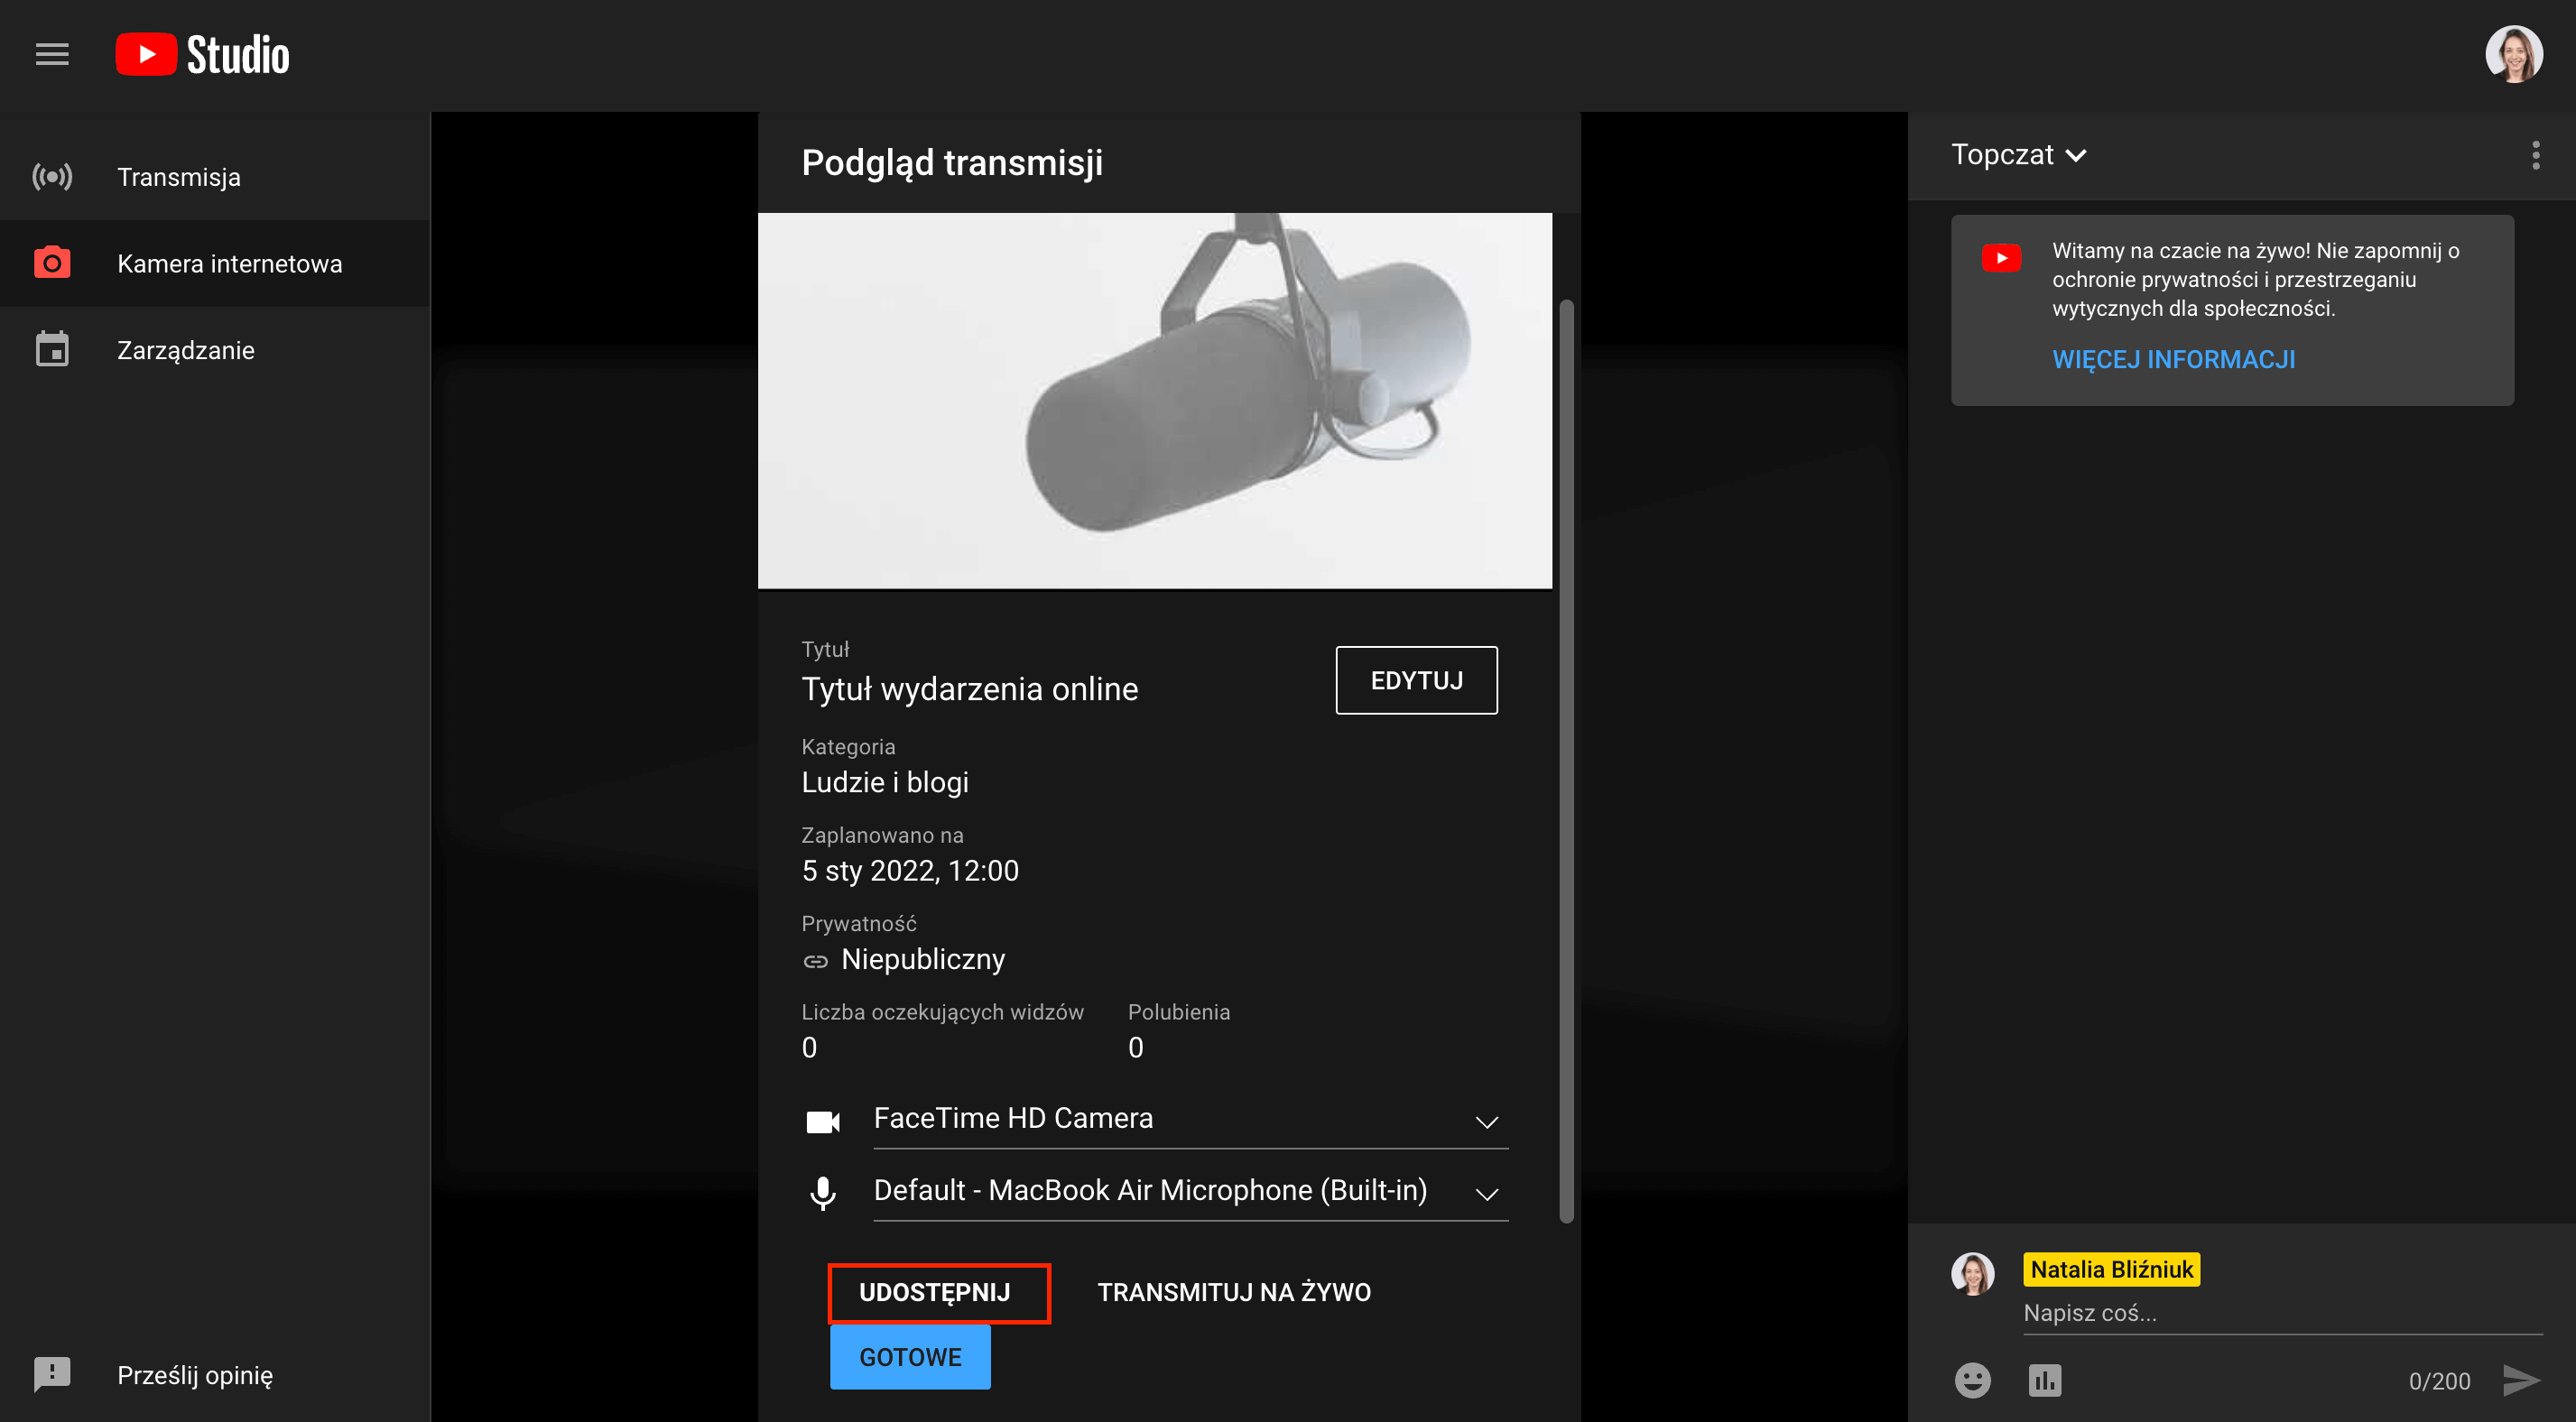 Studio
Transmisja
Kamera internetowa
Zarządzanie
Prześlij opinię
Podgląd transmisji
Tytuł
Tytuł wydarzenia online
EDYTUJ
Kategoria
Ludzie i blogi
Zaplanowano na
5 sty 2022, 12:00
Prywatność
Niepubliczny
Liczba oczekujących widzów Polubienia
0 0
FaceTime HD Camera
Default - MacBook Air Microphone (Built-in)
UDOSTĘPNIJ TRANSMITUJ NA ŻYWO
GOTOWE
Topczat
Witamy na czacie na żywo! Nie zapomnij o
ochronie prywatności i przestrzeganiu
wytycznych dla społeczności.
WIĘCEJ INFORMACJI
Natalia Bliźniuk
Napisz coś...
0/200